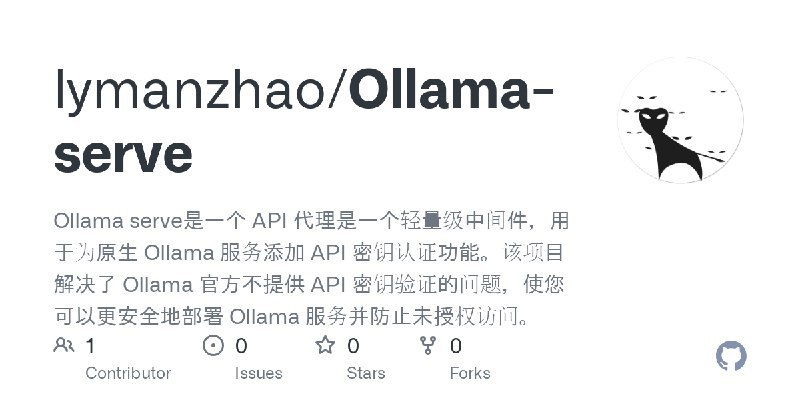 lymanzhao/Ollama-
serve
Ollama serve是一个 API 代理是一个轻量级中间件，用
于为原生 Ollama 服务添加 API 密钥认证功能。该项目
解决了 Ollama 官方不提供 API 密钥验证的问题，使您
可以更安全地部署 Ollama 服务并防止未授权访问。
1 0 0 0
Contributor Issues Stars Forks